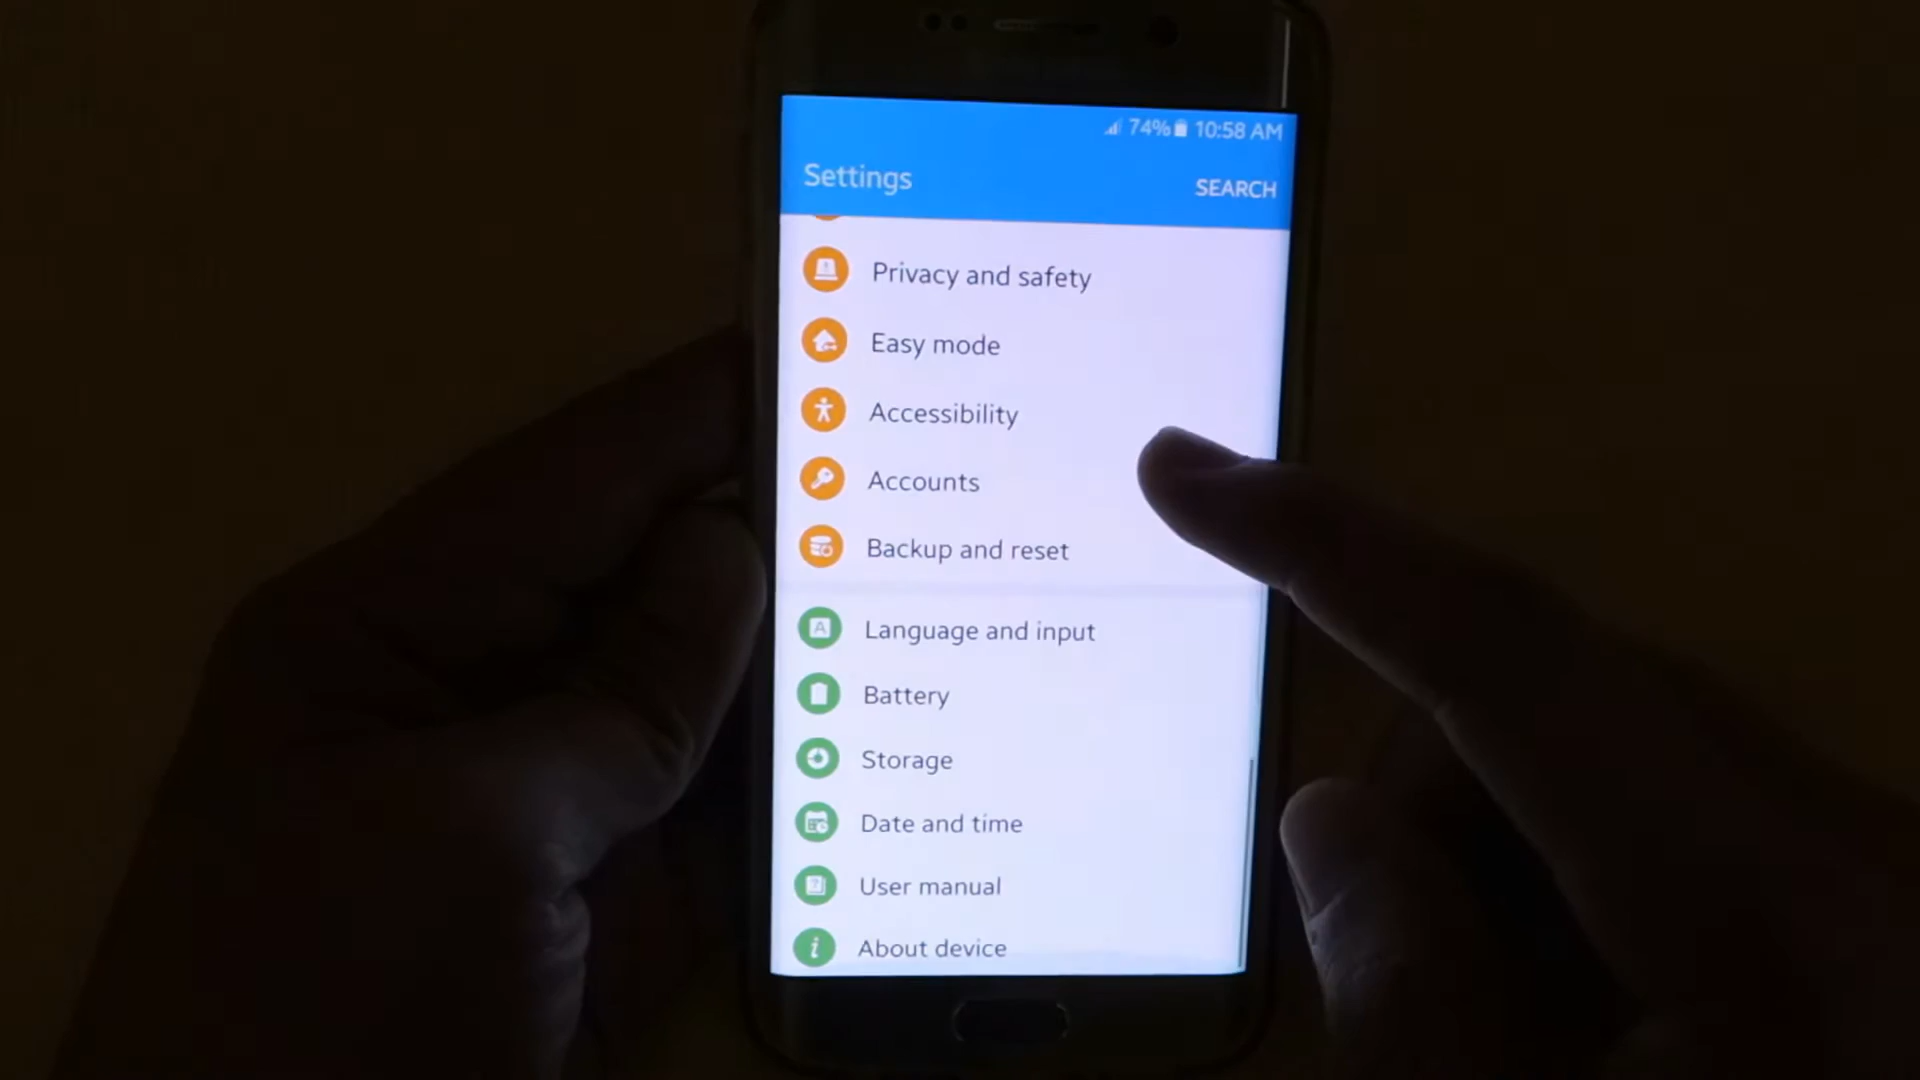 74% 10:58 AM
Settings
SEARCH
Privacy and safety
Easy mode
Accessibility
Accounts
Backup and reset
A
Language and input
Battery
Storage
Date and time
?
User manual
i
About device